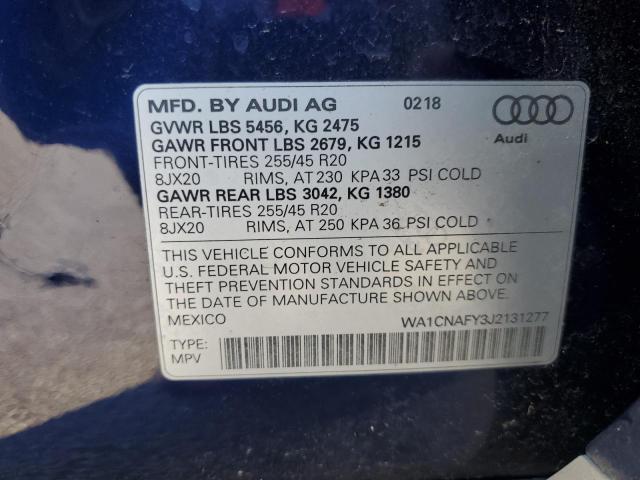 MFD. BY AUDI AG 0218
GVWR LBS 5456, KG 2475
GAWR FRONT LBS 2679, KG 1215
Audi
FRONT-TIRES 255/45 R20
8JX20 RIMS, AT 230 KPA 33 PSI COLD
GAWR REAR LBS 3042, KG 1380
REAR-TIRES 255/45 R20
8JX20 RIMS, AT 250 KPA 36 PSI COLD
THIS VEHICLE CONFORMS TO ALL APPLICABLE
U.S. FEDERAL MOTOR VEHICLE SAFETY AND
THEFT PREVENTION STANDARDS IN EFFECT ON
THE DATE OF MANUFACTURE SHOWN ABOVE.
MEXICO WA1CNAFY3J2131277
TYPE:
MPV